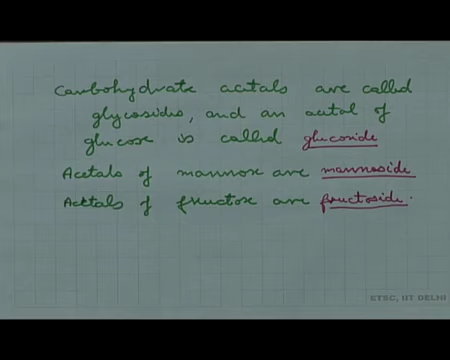 Carbohydrate acetals are called
glycosides, and an acetal of
glucose is called glucoside
Acetals of mannose are mannoside
Acetals of fructose are fructoside.
ETSC, IIT DELHI